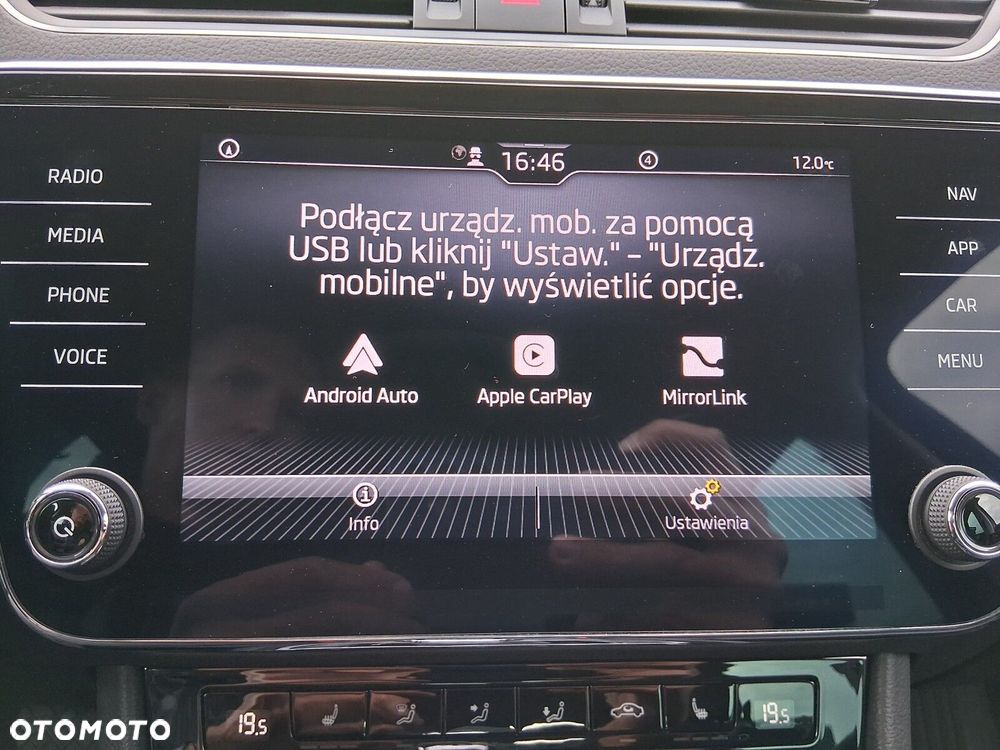 16:46
4
12.0°C
RADIO
MEDIA
PHONE
VOICE
NAV
APP
CAR
MENU
Podłącz urządz. mob. za pomocą
USB lub kliknij "Ustaw." – "Urządz.
mobilne", by wyświetlić opcje.
Android Auto
Apple CarPlay
MirrorLink
Info
Ustawienia
19.5
19.5
OTOMOTO